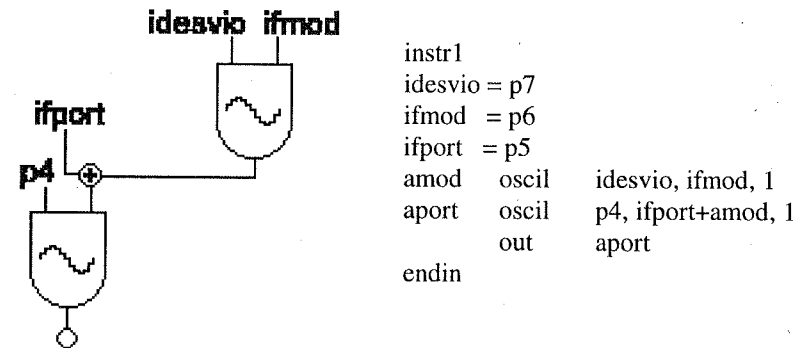 idesvio ifmod
ifport
p4
instr1
idesvio = p7
ifmod = p6
ifport = p5
amod oscil idesvio, ifmod, 1
aport oscil p4, ifport+amod, 1
out aport
endin